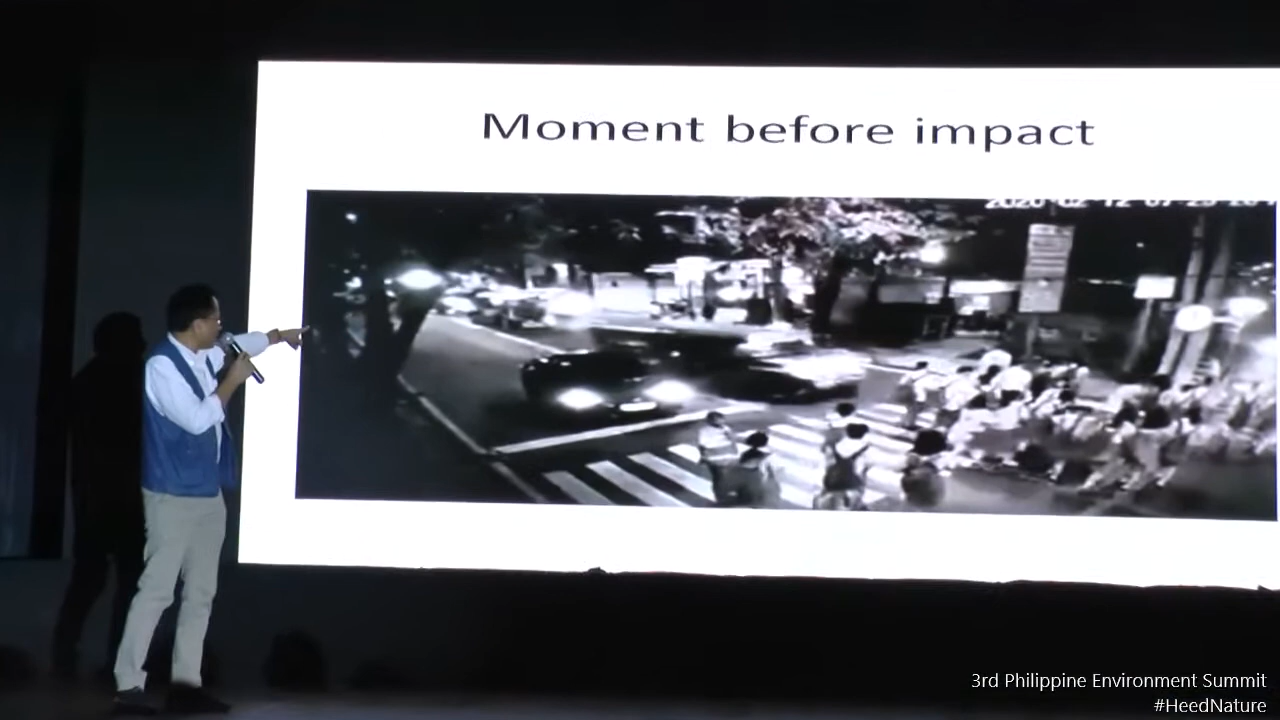 Moment before impact
3rd Philippine Environment Summit
#HeedNature